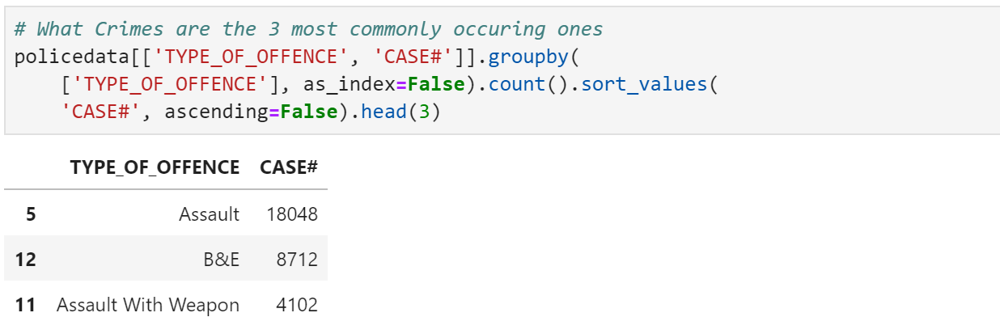 # What Crimes are the 3 most commonly occuring ones
policedata[['TYPE_OF_OFFENCE', 'CASE#']].groupby(
    ['TYPE_OF_OFFENCE'], as_index=False).count().sort_values(
    'CASE#', ascending=False).head(3)
TYPE_OF_OFFENCE CASE#
5 Assault 18048
12 B&E 8712
11 Assault With Weapon 4102